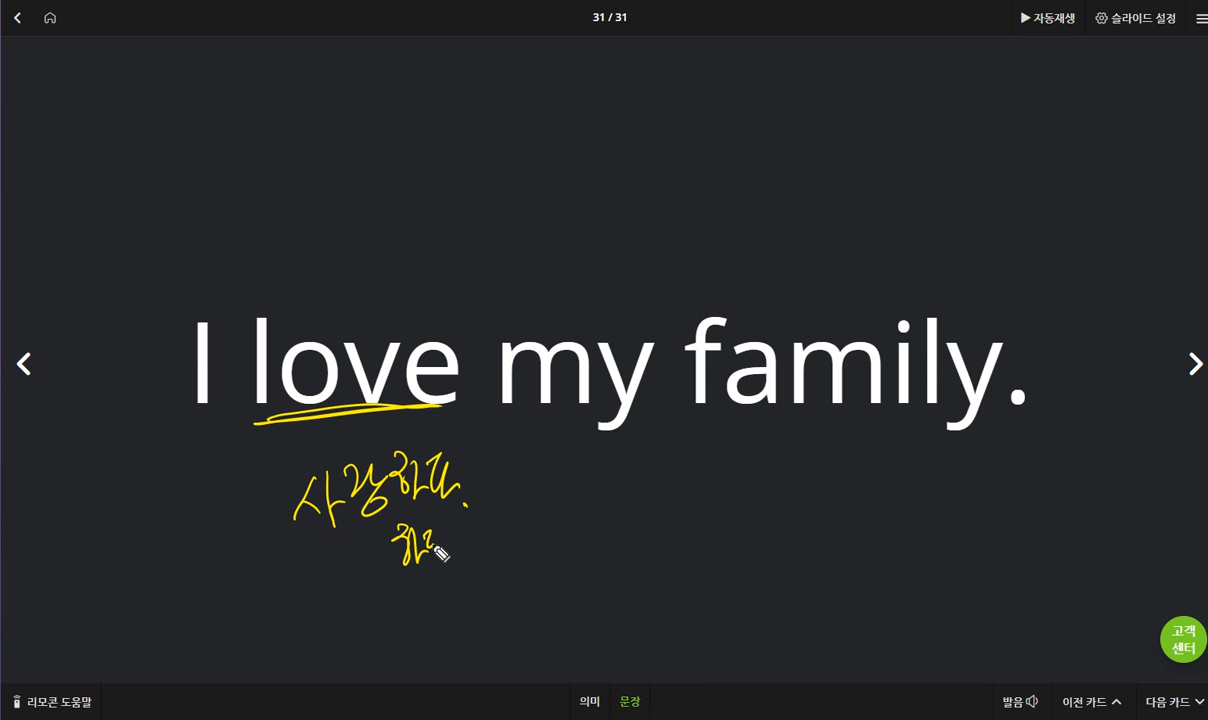 31 / 31
자동재생
슬라이드 설정
I love my family.
사랑하다.
고객
센터
리모콘 도움말
의미
문장
발음
이전 카드
다음 카드